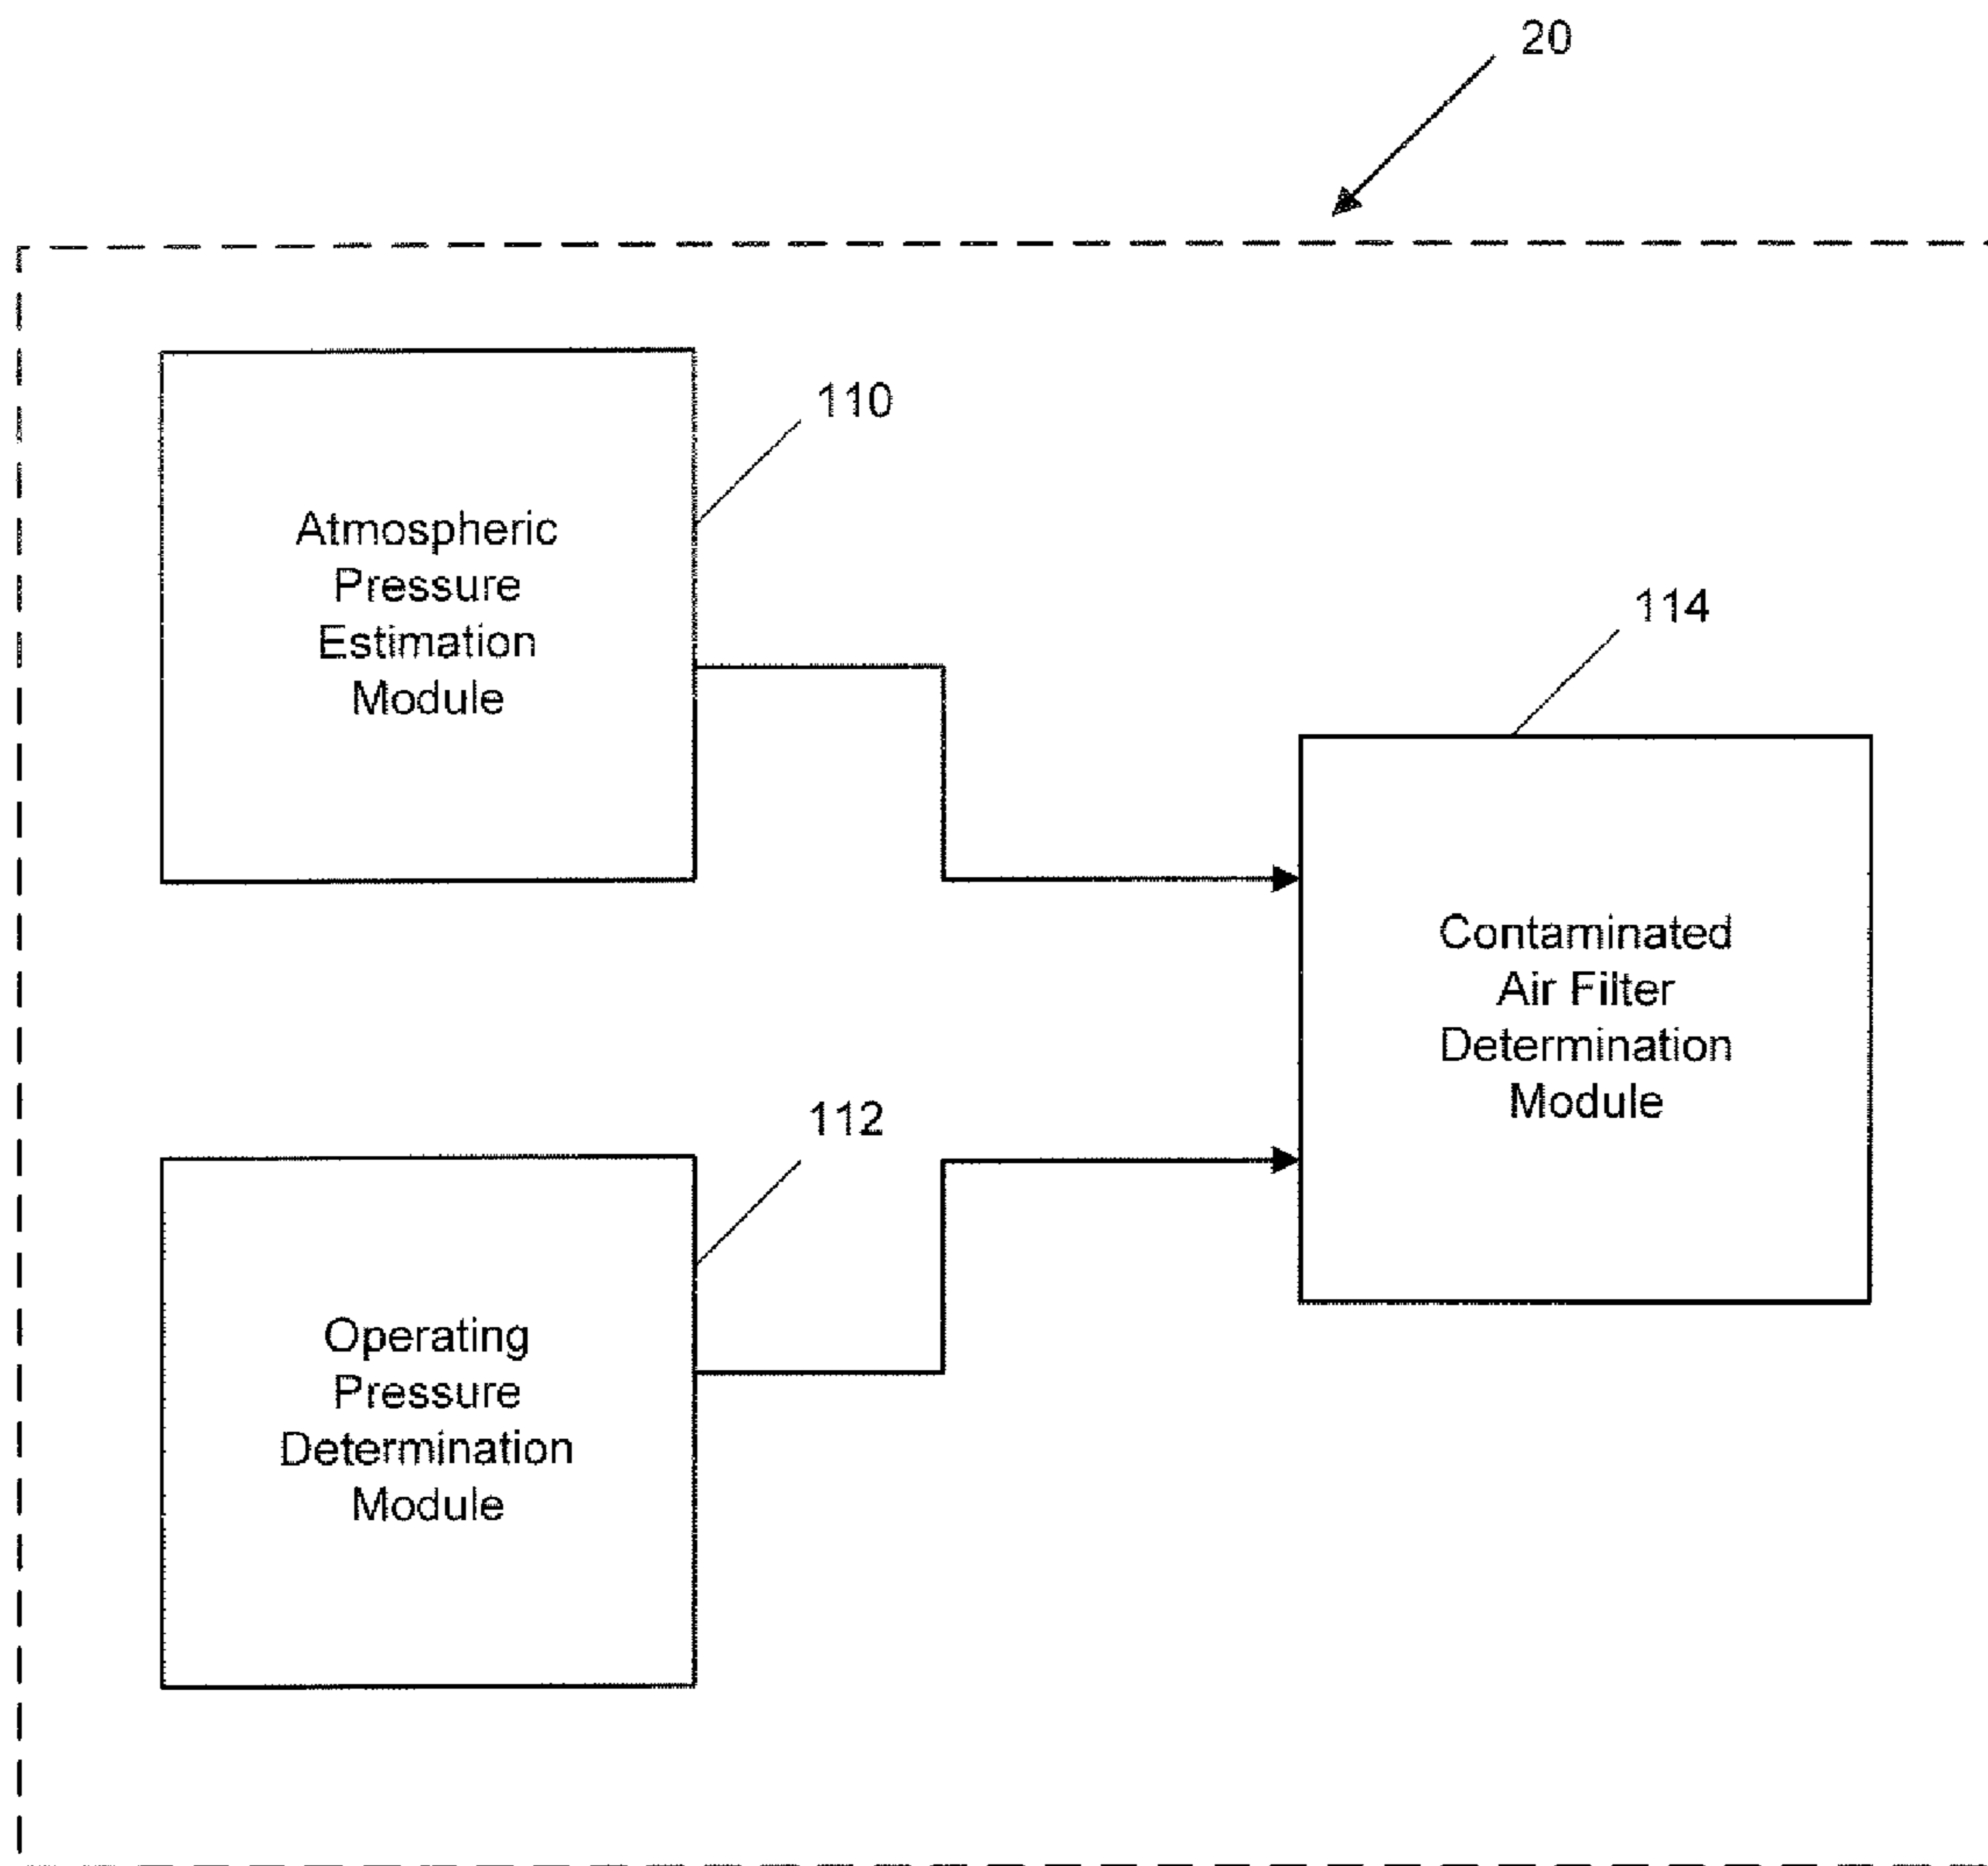 20
110
Atmospheric
Pressure
Estimation
Module
114
Contaminated
Air Filter
Determination
Module
112
Operating
Pressure
Determination
Module